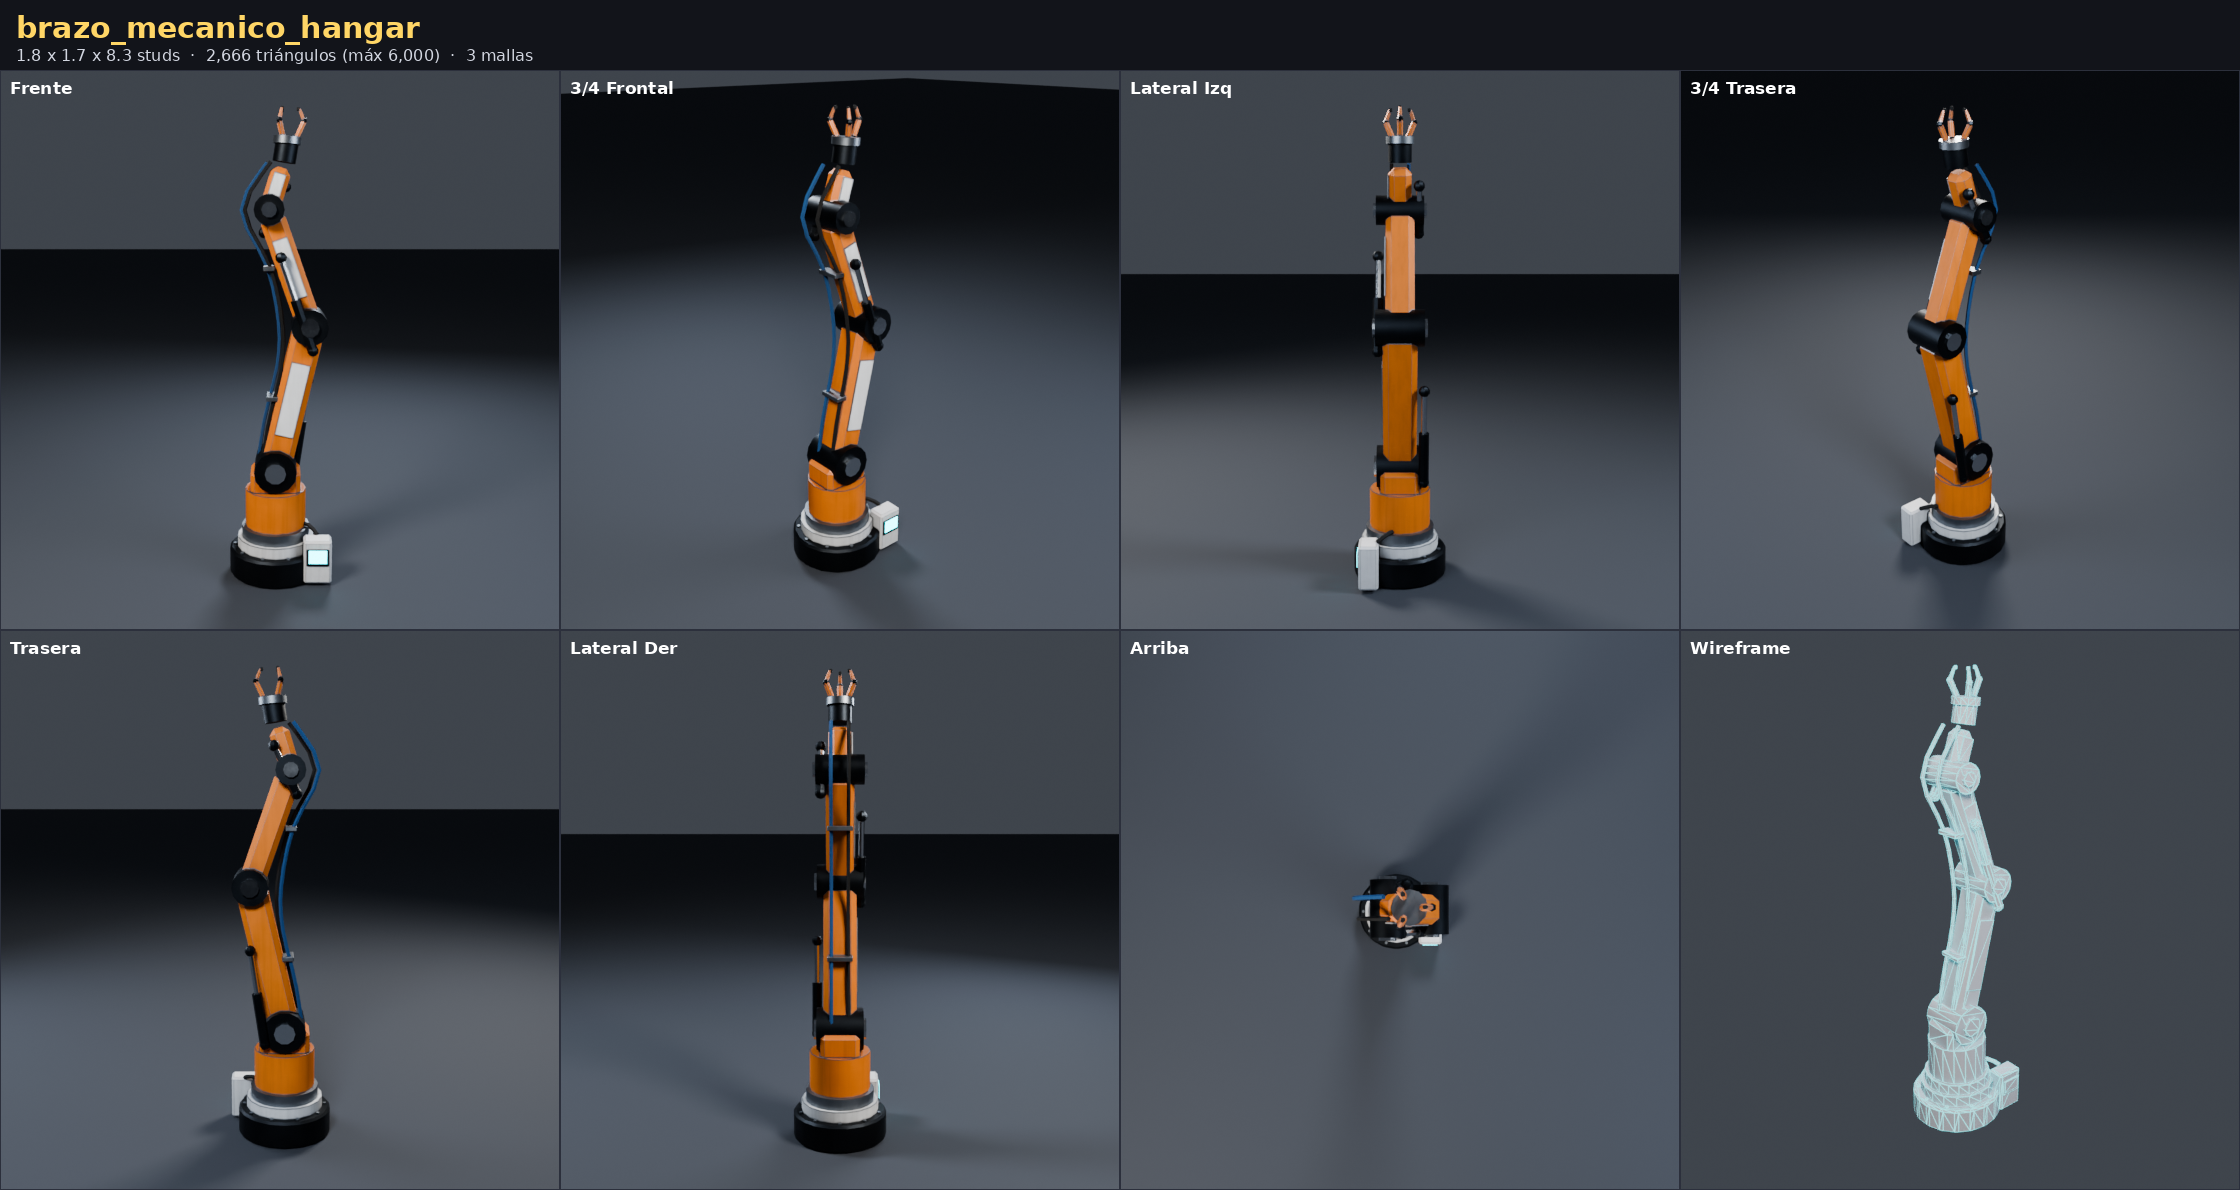 brazo_mecanico_hangar
1.8 x 1.7 x 8.3 studs · 2,666 triángulos (máx 6,000) · 3 mallas
Frente
3/4 Frontal
Lateral Izq
3/4 Trasera
Trasera
Lateral Der
Arriba
Wireframe